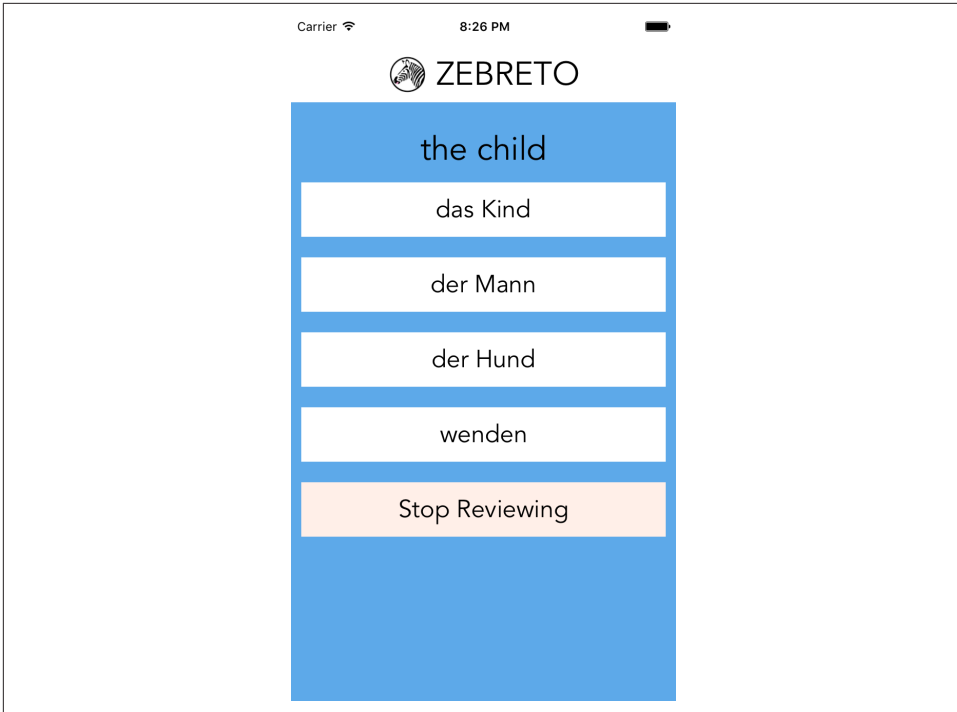 Carrier 8:26 PM
ZEBRETO
the child
das Kind
der Mann
der Hund
wenden
Stop Reviewing